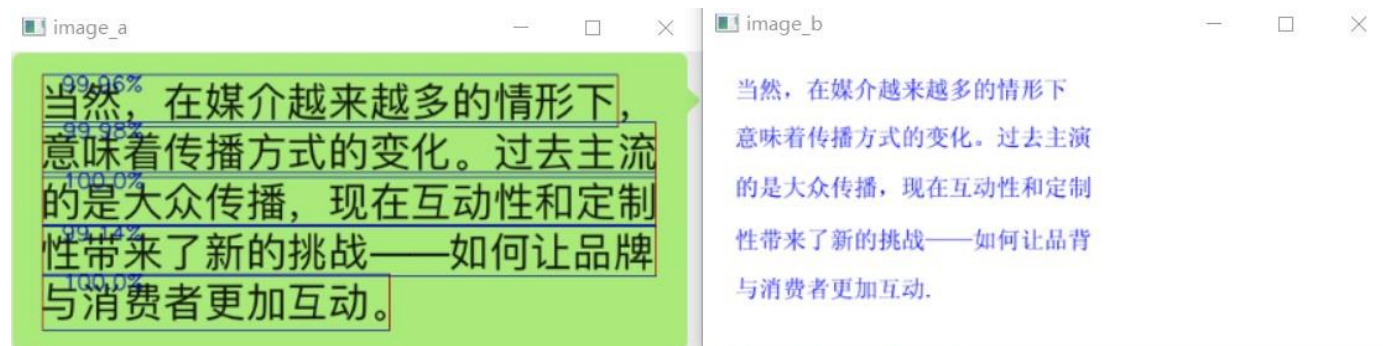 image_a
99.96%
当然，在媒介越来越多的情形下，
99.98%
意味着传播方式的变化。过去主流
100.0%
的是大众传播，现在互动性和定制
99.14%
性带来了新的挑战——如何让品牌
100.0%
与消费者更加互动。
image_b
当然，在媒介越来越多的情形下
意味着传播方式的变化。过去主演
的是大众传播，现在互动性和定制
性带来了新的挑战——如何让品背
与消费者更加互动.